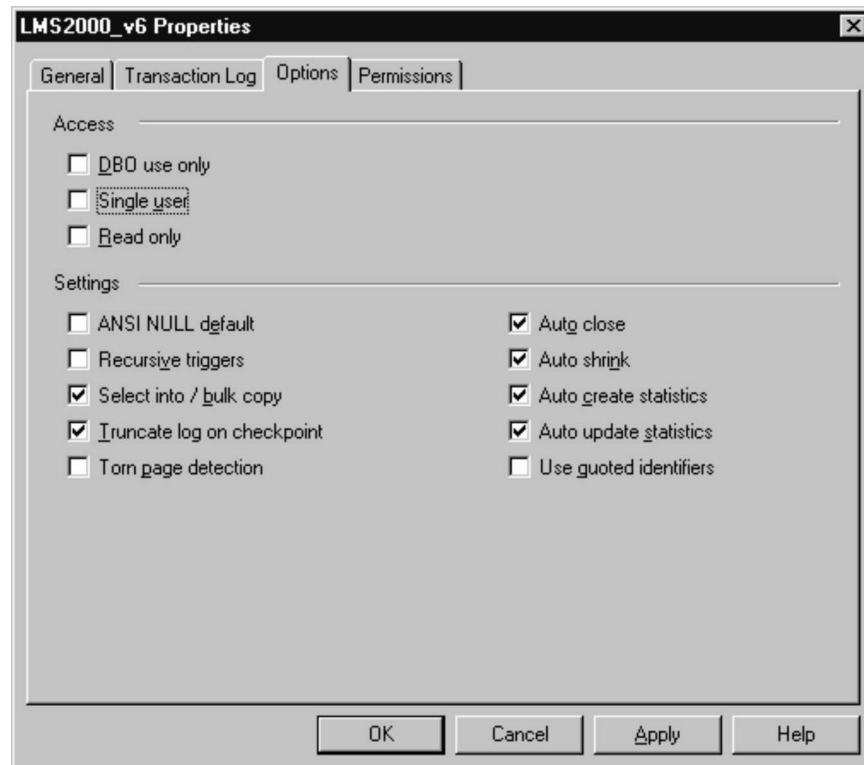 LMS2000_v6 Properties
General Transaction Log Options Permissions
Access
DBO use only
Single user
Read only
Settings
ANSI NULL default
Recursive triggers
Select into / bulk copy
Truncate log on checkpoint
Torn page detection
Auto close
Auto shrink
Auto create statistics
Auto update statistics
Use quoted identifiers
OK Cancel Apply Help